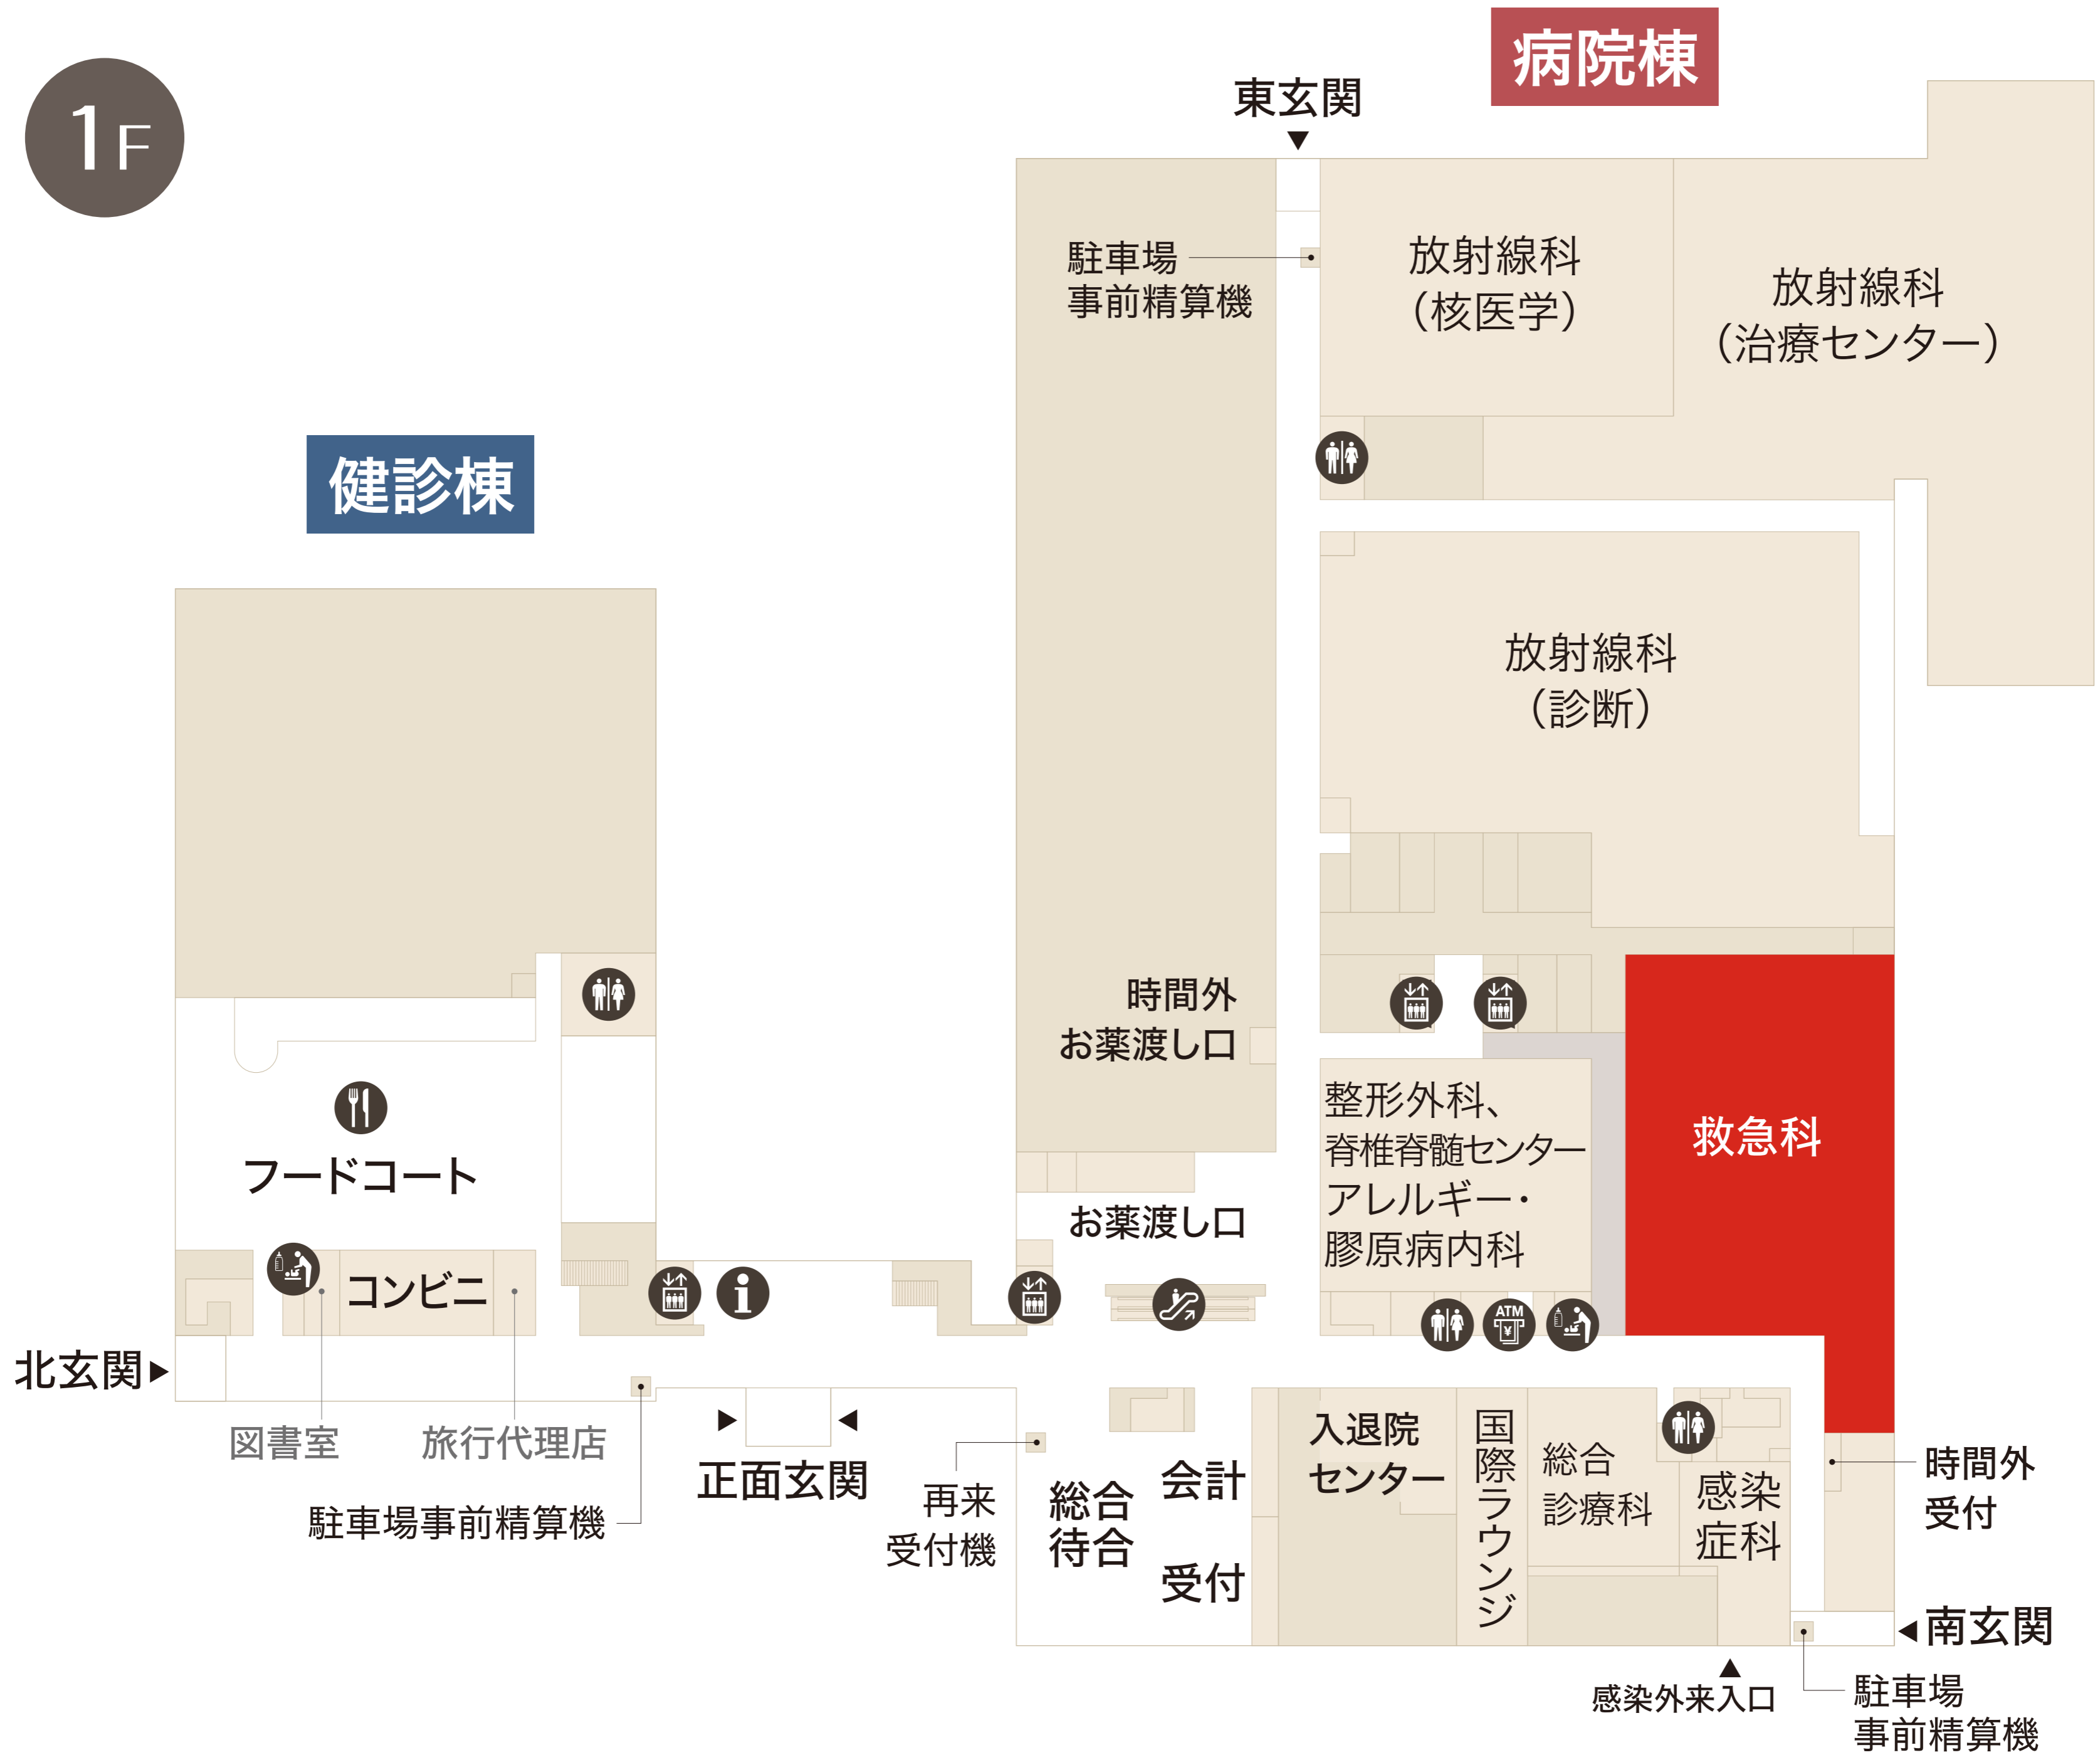 1F
病院棟
東玄関
駐車場
事前精算機
放射線科
（核医学）
放射線科
（治療センター）
健診棟
放射線科
（診断）
時間外
お薬渡し口
整形外科、
脊椎脊髄センター
アレルギー・
膠原病内科
救急科
フードコート
お薬渡し口
コンビニ
ATM
北玄関
図書室
旅行代理店
駐車場事前精算機
正面玄関
再来
受付機
総合
待合
会計
受付
入退院
センター
国際ラウンジ
総合
診療科
感染
症科
時間外
受付
南玄関
感染外来入口
駐車場
事前精算機